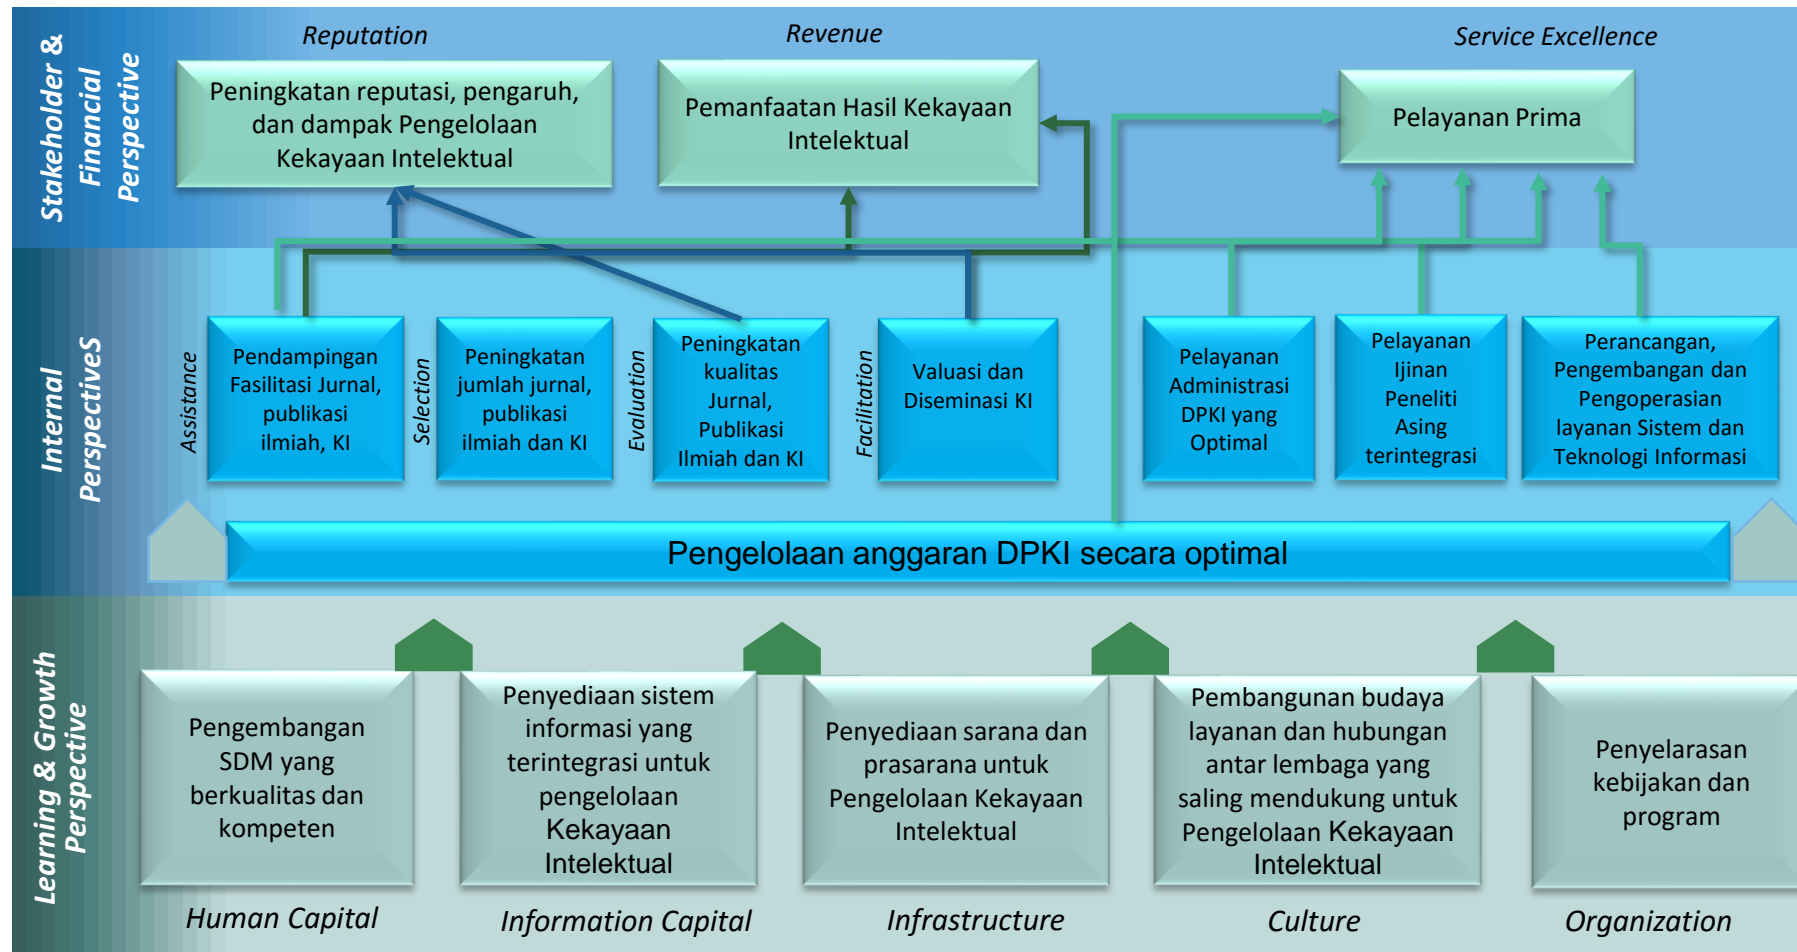 Stakeholder &
Financial
Perspective
Reputation
Revenue
Service Excellence
Peningkatan reputasi, pengaruh,
dan dampak Pengelolaan
Kekayaan Intelektual
Pemanfaatan Hasil Kekayaan
Intelektual
Pelayanan Prima
Internal
PerspectiveS
Assistance
Pendampingan
Fasilitasi Jurnal,
publikasi
ilmiah, KI
Selection
Peningkatan
jumlah jurnal,
publikasi
ilmiah dan KI
Evaluation
Peningkatan
kualitas
Jurnal,
Publikasi
Ilmiah dan KI
Facilitation
Valuasi dan
Diseminasi KI
Pelayanan
Administrasi
DPKI yang
Optimal
Pelayanan
Ijinan
Peneliti
Asing
terintegrasi
Perancangan,
Pengembangan dan
Pengoperasian
layanan Sistem dan
Teknologi Informasi
Pengelolaan anggaran DPKI secara optimal
Learning & Growth
Perspective
Pengembangan
SDM yang
berkualitas dan
kompeten
Penyediaan sistem
informasi yang
terintegrasi untuk
pengelolaan
Kekayaan
Intelektual
Penyediaan sarana dan
prasarana untuk
Pengelolaan Kekayaan
Intelektual
Pembangunan budaya
layanan dan hubungan
antar lembaga yang
saling mendukung untuk
Pengelolaan Kekayaan
Intelektual
Penyelarasan
kebijakan dan
program
Human Capital
Information Capital
Infrastructure
Culture
Organization